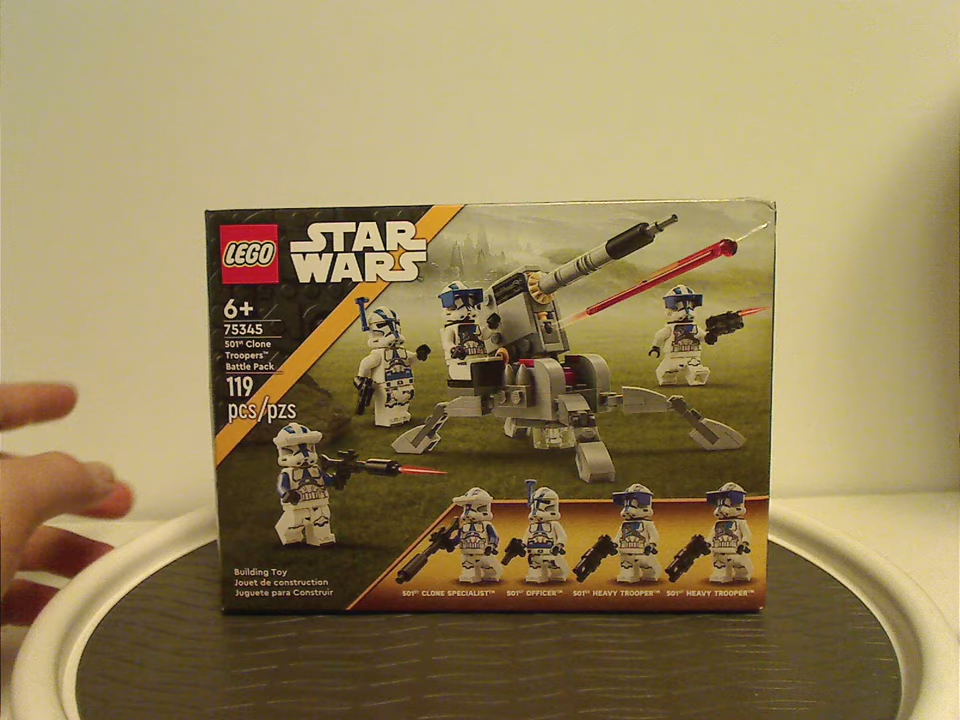 LEGO
STAR
WARS
6+
75345
501st Clone
Troopers™
Battle Pack
119
pcs/pzs
Building Toy
Jouet de construction
Juguete para Construir
501ST CLONE SPECIALIST™ 501ST OFFICER™ 501ST HEAVY TROOPER™ 501ST HEAVY TROOPER™